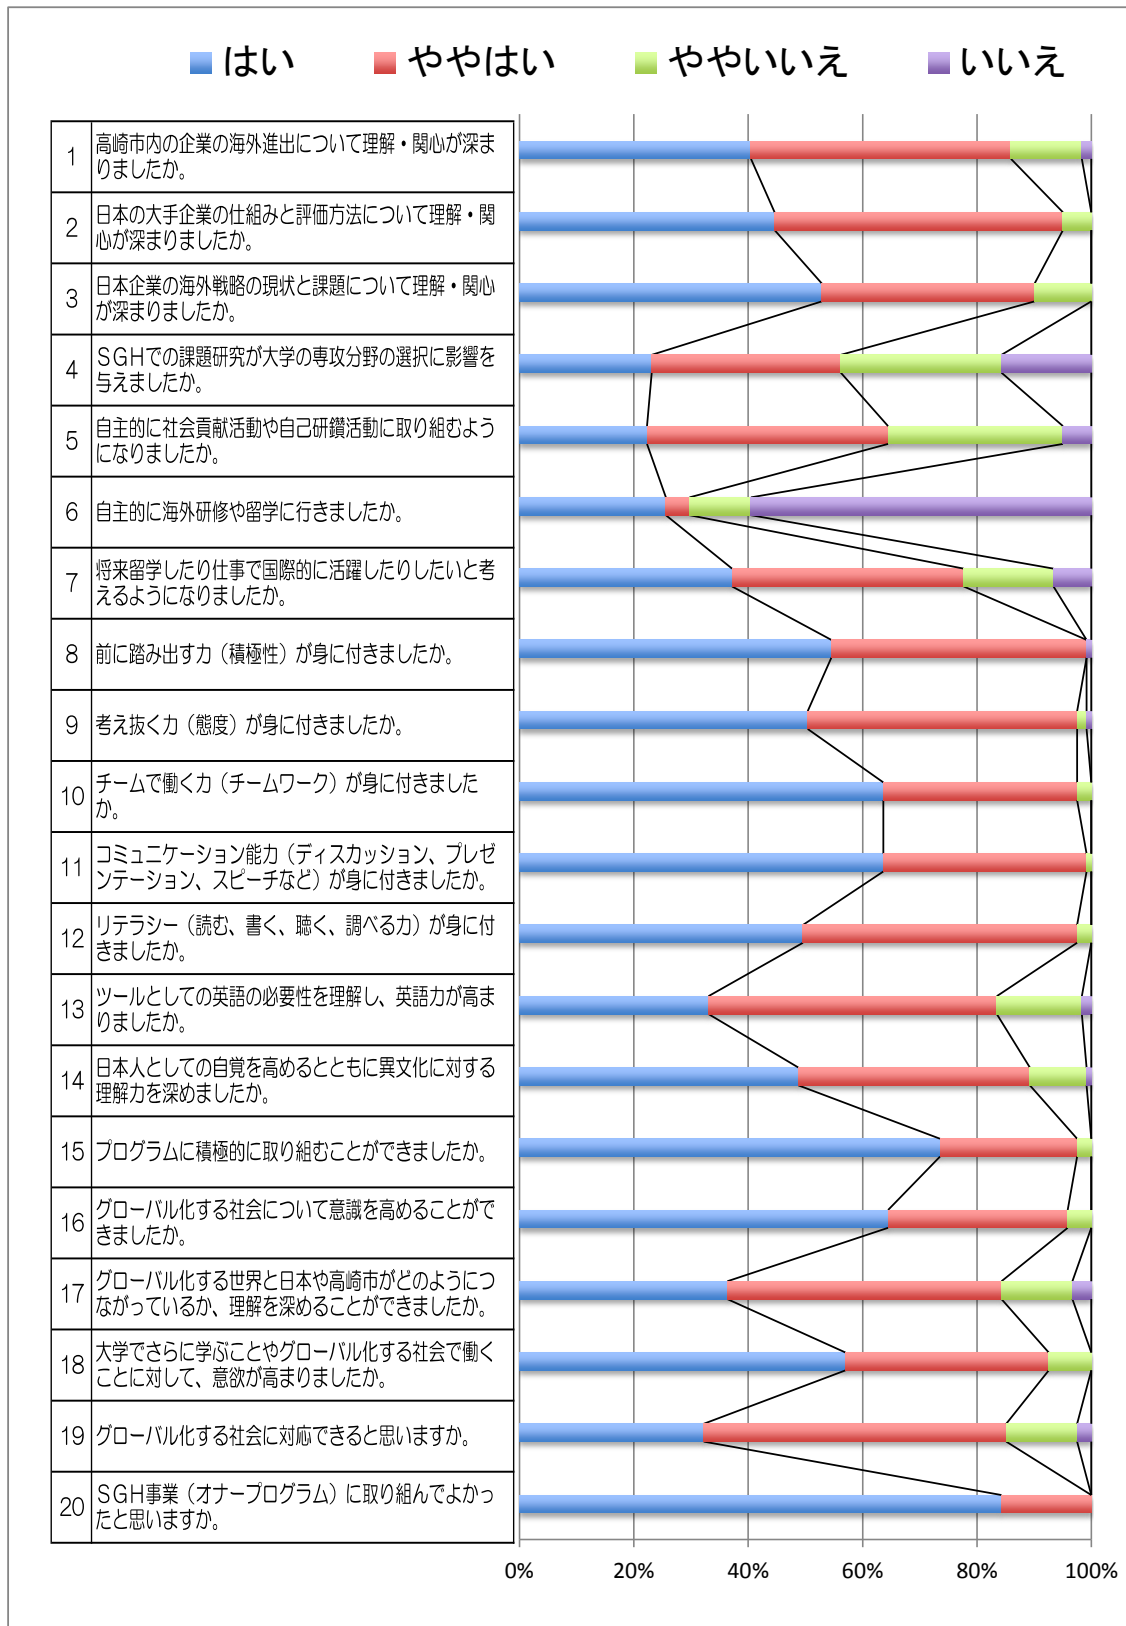 はい ややはい ややいいえ いいえ
1 高崎市内の企業の海外進出について理解・関心が深ま
りましたか。
2 日本の大手企業の仕組みと評価方法について理解・関
心が深まりましたか。
3 日本企業の海外戦略の現状と課題について理解・関心
が深まりましたか。
4 ＳＧＨでの課題研究が大学の専攻分野の選択に影響を
与えましたか。
5 自主的に社会貢献活動や自己研鑽活動に取り組むよう
になりましたか。
6 自主的に海外研修や留学に行きましたか。
7 将来留学したり仕事で国際的に活躍したりしたいと考
えるようになりましたか。
8 前に踏み出す力（積極性）が身に付きましたか。
9 考え抜く力（態度）が身に付きましたか。
10 チームで働く力（チームワーク）が身に付きました
か。
11 コミュニケーション能力（ディスカッション、プレゼ
ンテーション、スピーチなど）が身に付きましたか。
12 リテラシー（読む、書く、聴く、調べる力）が身に付
きましたか。
13 ツールとしての英語の必要性を理解し、英語力が高ま
りましたか。
14 日本人としての自覚を高めるとともに異文化に対する
理解力を深めましたか。
15 プログラムに積極的に取り組むことができましたか。
16 グローバル化する社会について意識を高めることがで
きましたか。
17 グローバル化する世界と日本や高崎市がどのようにつ
ながっているか、理解を深めることができましたか。
18 大学でさらに学ぶことやグローバル化する社会で働く
ことに対して、意欲が高まりましたか。
19 グローバル化する社会に対応できると思いますか。
20 ＳＧＨ事業（オナープログラム）に取り組んでよかっ
たと思いますか。
0% 20% 40% 60% 80% 100%